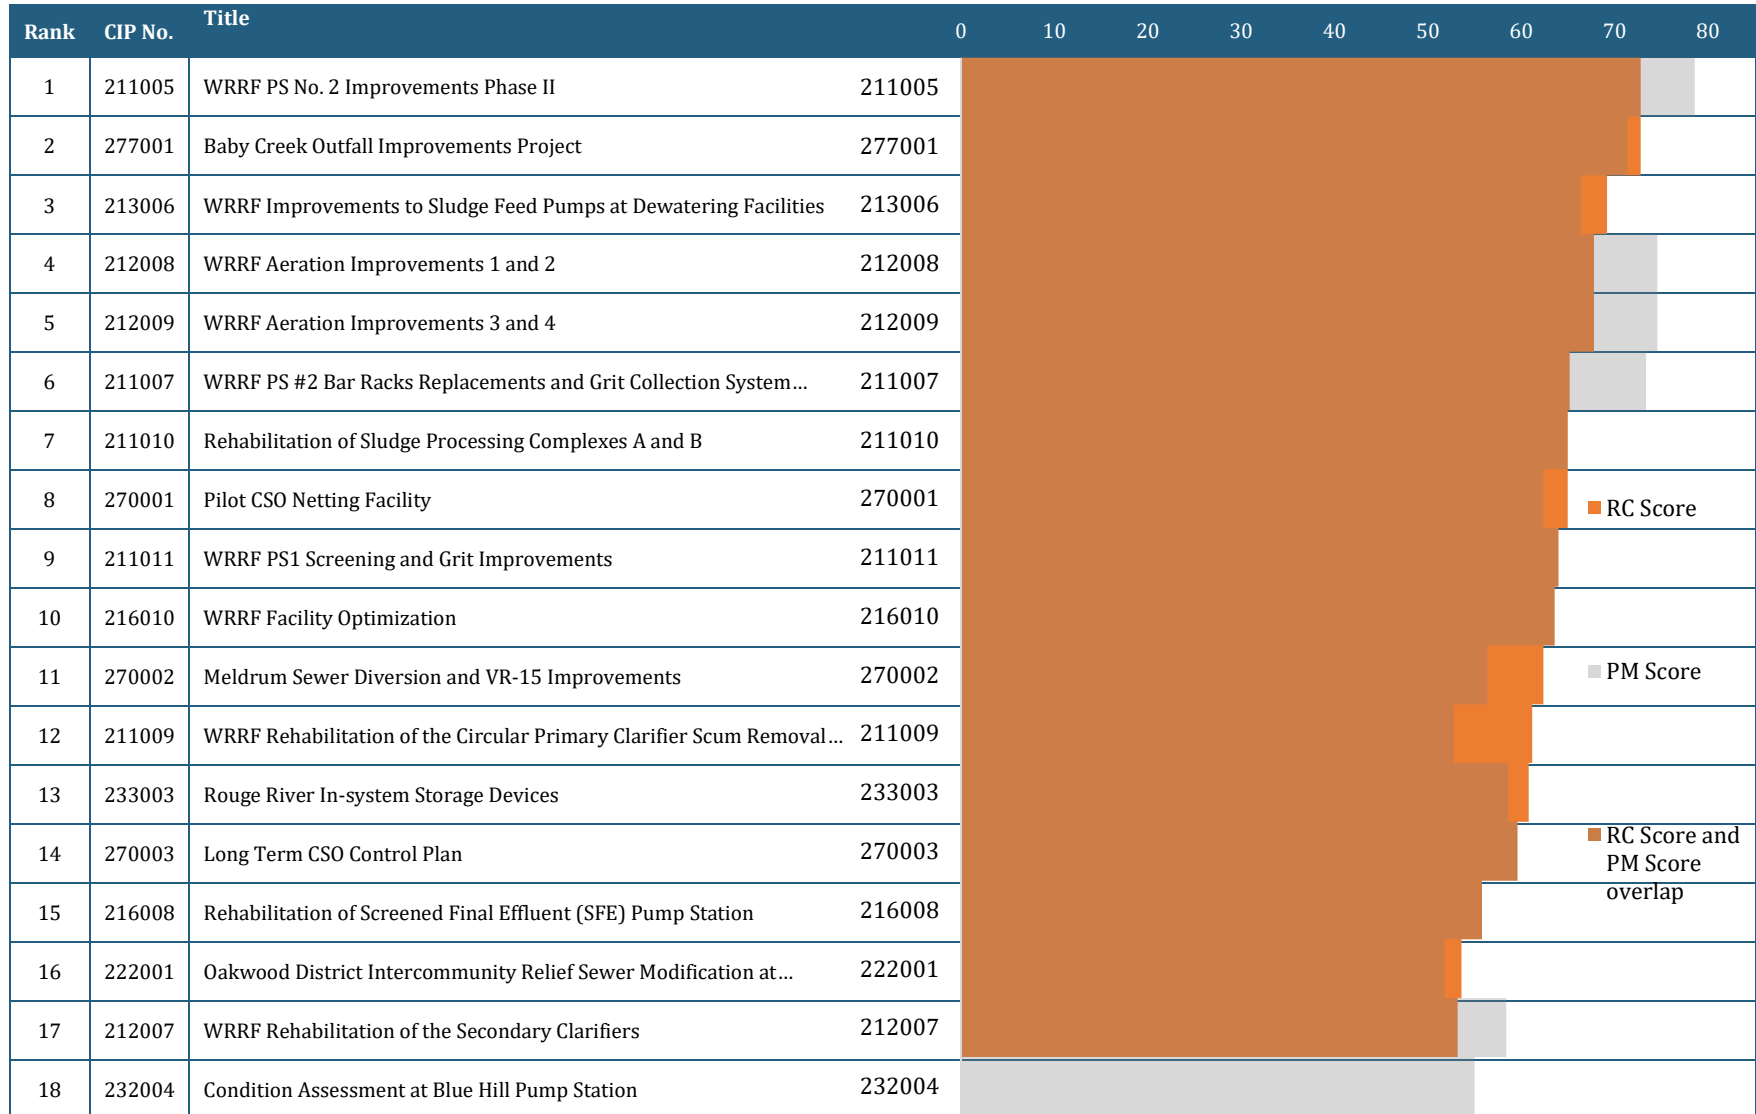 Rank CIP No. Title 0 10 20 30 40 50 60 70 80
1 211005 WRRF PS No. 2 Improvements Phase II 211005
2 277001 Baby Creek Outfall Improvements Project 277001
3 213006 WRRF Improvements to Sludge Feed Pumps at Dewatering Facilities 213006
4 212008 WRRF Aeration Improvements 1 and 2 212008
5 212009 WRRF Aeration Improvements 3 and 4 212009
6 211007 WRRF PS #2 Bar Racks Replacements and Grit Collection System... 211007
7 211010 Rehabilitation of Sludge Processing Complexes A and B 211010
8 270001 Pilot CSO Netting Facility 270001
RC Score
9 211011 WRRF PS1 Screening and Grit Improvements 211011
10 216010 WRRF Facility Optimization 216010
11 270002 Meldrum Sewer Diversion and VR-15 Improvements 270002
PM Score
12 211009 WRRF Rehabilitation of the Circular Primary Clarifier Scum Removal... 211009
13 233003 Rouge River In-system Storage Devices 233003
14 270003 Long Term CSO Control Plan 270003
RC Score and
PM Score
overlap
15 216008 Rehabilitation of Screened Final Effluent (SFE) Pump Station 216008
16 222001 Oakwood District Intercommunity Relief Sewer Modification at... 222001
17 212007 WRRF Rehabilitation of the Secondary Clarifiers 212007
18 232004 Condition Assessment at Blue Hill Pump Station 232004